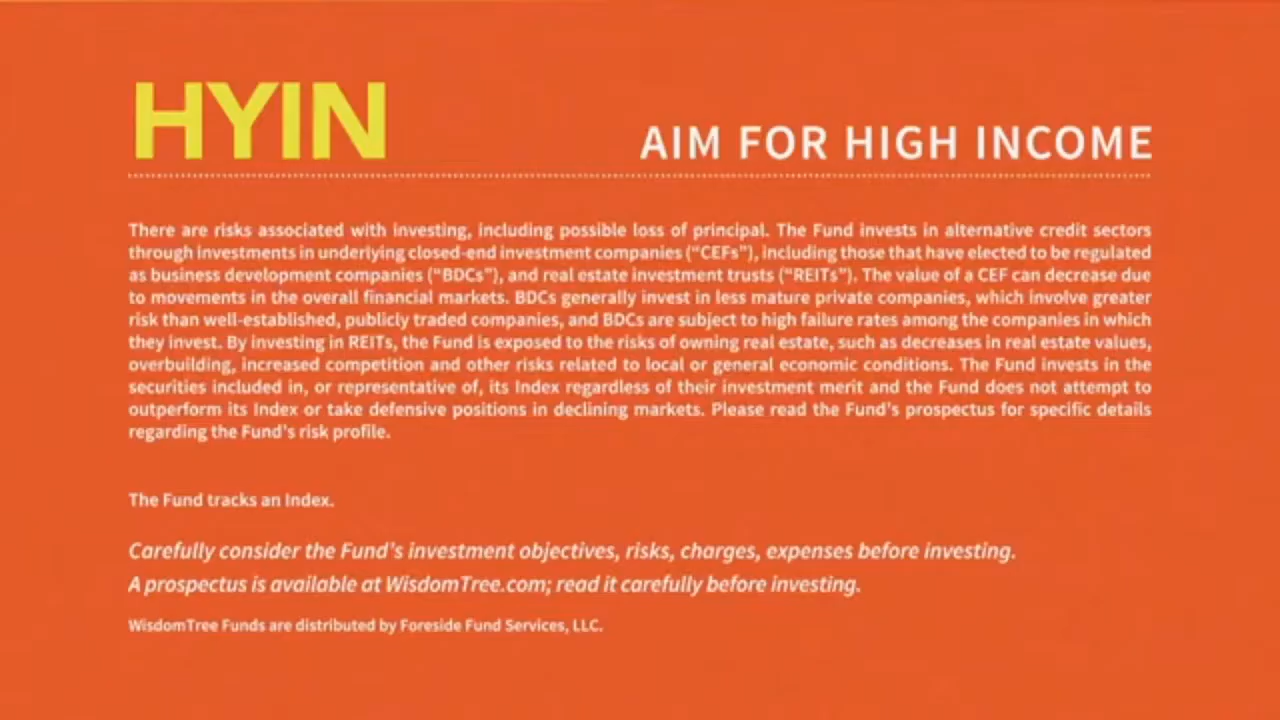 HYIN
AIM FOR HIGH INCOME
There are risks associated with investing, including possible loss of principal. The Fund invests in alternative credit sectors
through investments in underlying closed-end investment companies (“CEFs”), including those that have elected to be regulated
as business development companies (“BDCs”), and real estate investment trusts (“REITs”). The value of a CEF can decrease due
to movements in the overall financial markets. BDCs generally invest in less mature private companies, which involve greater
risk than well-established, publicly traded companies, and BDCs are subject to high failure rates among the companies in which
they invest. By investing in REITs, the Fund is exposed to the risks of owning real estate, such as decreases in real estate values,
overbuilding, increased competition and other risks related to local or general economic conditions. The Fund invests in the
securities included in, or representative of, its Index regardless of their investment merit and the Fund does not attempt to
outperform its Index or take defensive positions in declining markets. Please read the Fund's prospectus for specific details
regarding the Fund's risk profile.
The Fund tracks an Index.
Carefully consider the Fund's investment objectives, risks, charges, expenses before investing.
A prospectus is available at WisdomTree.com; read it carefully before investing.
WisdomTree Funds are distributed by Foreside Fund Services, LLC.